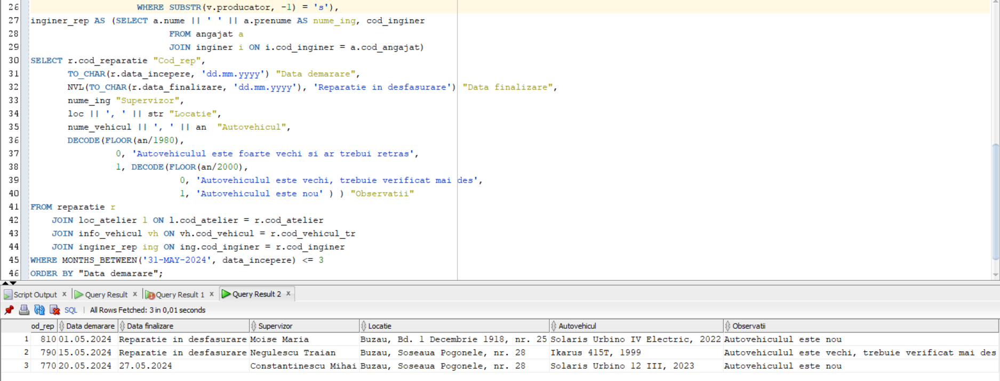 26 WHERE SUBSTR(v.producator, -1) = 's'),
27 inginer_rep AS (SELECT a.nume || ' ' || a.prenume AS nume_ing, cod_inginer
28 FROM angajat a
29 JOIN inginer i ON i.cod_inginer = a.cod_angajat)
30 SELECT r.cod_reparatie "Cod_rep",
31 TO_CHAR(r.data_incepere, 'dd.mm.yyyy') "Data demarare",
32 NVL(TO_CHAR(r.data_finalizare, 'dd.mm.yyyy'), 'Reparatie in desfasurare') "Data finalizare",
33 nume_ing "Supervizor",
34 loc || ', ' || str "Locatie",
35 nume_vehicul || ', ' || an "Autovehicul",
36 DECODE(FLOOR(an/1980),
37 0, 'Autovehiculul este foarte vechi si ar trebui retras',
38 1, DECODE(FLOOR(an/2000),
39 0, 'Autovehiculul este vechi, trebuie verificat mai des',
40 1, 'Autovehiculul este nou' ) ) "Observatii"
41 FROM reparatie r
42 JOIN loc_atelier l ON l.cod_atelier = r.cod_atelier
43 JOIN info_vehicul vh ON vh.cod_vehicul = r.cod_vehicul_tr
44 JOIN inginer_rep ing ON ing.cod_inginer = r.cod_inginer
45 WHERE MONTHS_BETWEEN('31-MAY-2024', data_incepere) <= 3
46 ORDER BY "Data demarare";
Script Output x Query Result x Query Result 1 x Query Result 2 x
SQL | All Rows Fetched: 3 in 0,01 seconds
od_rep Data demarare Data finalizare Supervizor Locatie Autovehicul Observatii
1 810 01.05.2024 Reparatie in desfasurare Moise Maria Buzau, Bd. 1 Decembrie 1918, nr. 25 Solaris Urbino IV Electric, 2022 Autovehiculul este nou
2 790 15.05.2024 Reparatie in desfasurare Negulescu Traian Buzau, Soseaua Pogonele, nr. 28 Ikarus 415T, 1999 Autovehiculul este vechi, trebuie verificat mai des
3 770 20.05.2024 27.05.2024 Constantinescu Mihai Buzau, Soseaua Pogonele, nr. 28 Solaris Urbino 12 III, 2023 Autovehiculul este nou